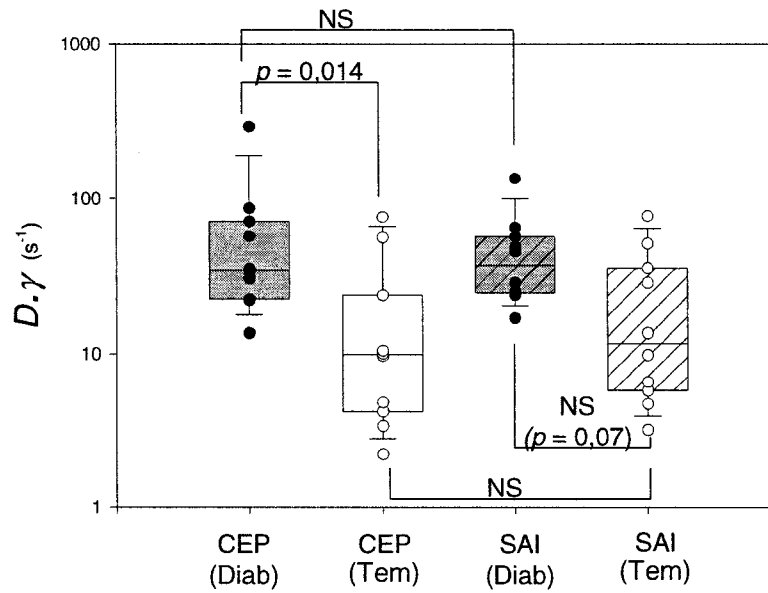 NS
1000
p = 0,014
100
D.γ (s⁻¹)
10
NS
(p = 0,07)
NS
1
CEP
(Diab)
CEP
(Tem)
SAI
(Diab)
SAI
(Tem)